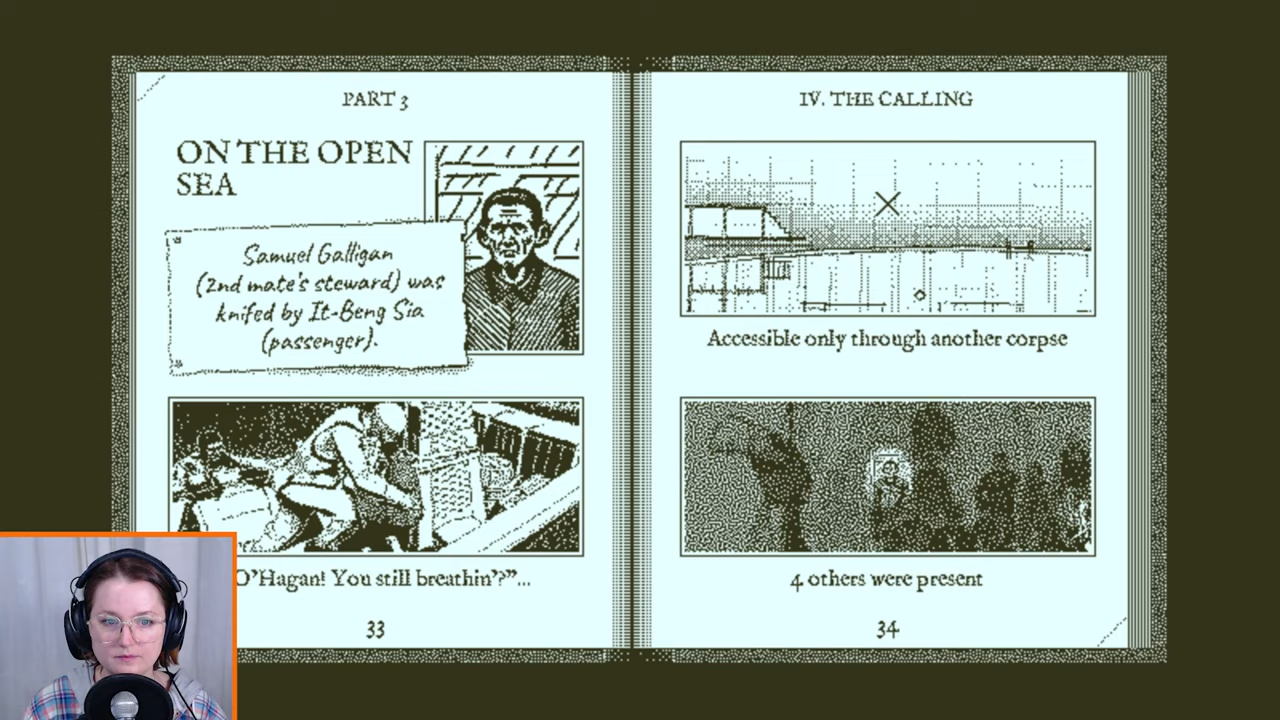 PART 3
ON THE OPEN
SEA
Samuel Galligan
(2nd mate's steward) was
knifed by It-Beng Sia
(passenger).
O'Hagan! You still breathin'?"...
33
IV. THE CALLING
Accessible only through another corpse
4 others were present
34